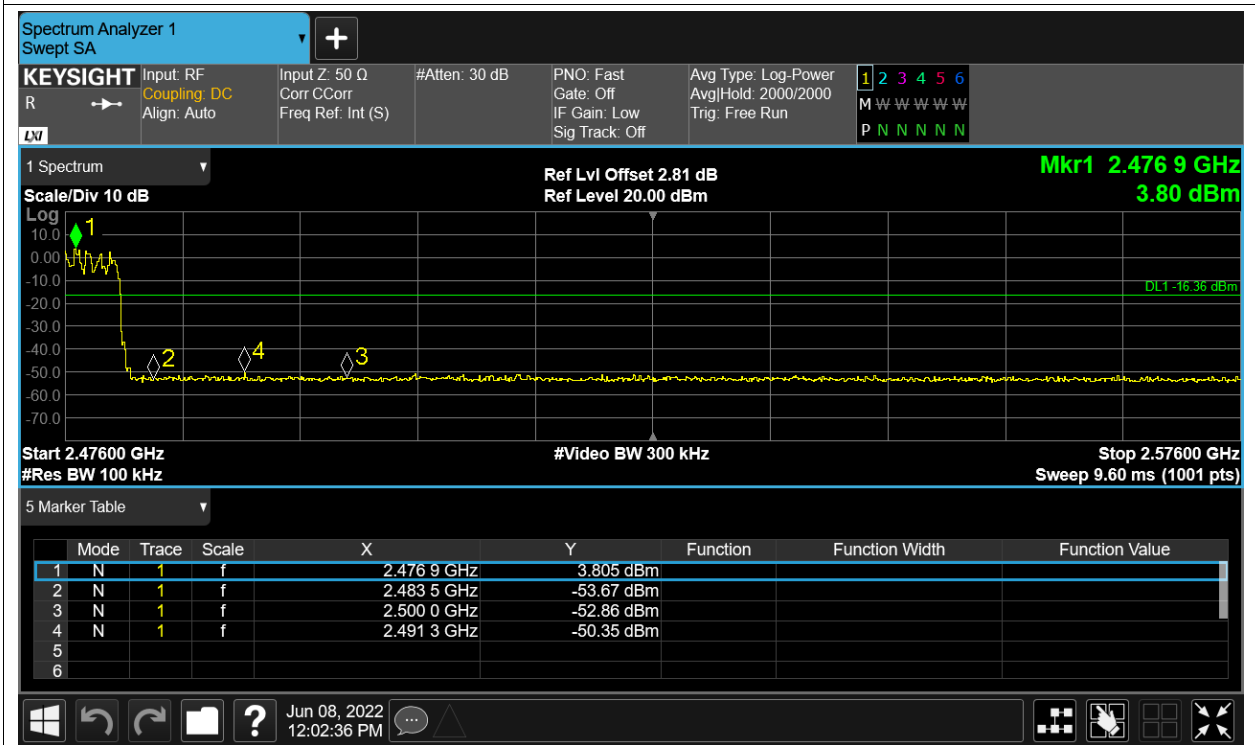 Spectrum Analyzer 1
Swept SA
KEYSIGHT Input: RF Input Z: 50 Ω #Atten: 30 dB PNO: Fast Avg Type: Log-Power 1 2 3 4 5 6
R Coupling: DC Corr CCorr Gate: Off Avg|Hold: 2000/2000 M W W W W W
Align: Auto Freq Ref: Int (S) IF Gain: Low Trig: Free Run
LXI Sig Track: Off P N N N N N
1 Spectrum Ref Lvl Offset 2.81 dB Mkr1 2.476 9 GHz
Scale/Div 10 dB Ref Level 20.00 dBm 3.80 dBm
Log
1
10.0
0.00
-10.0
DL1 -16.36 dBm
-20.0
-30.0
-40.0
2 4 3
-50.0
-60.0
-70.0
Start 2.47600 GHz #Video BW 300 kHz Stop 2.57600 GHz
#Res BW 100 kHz Sweep 9.60 ms (1001 pts)
5 Marker Table
Mode Trace Scale X Y Function Function Width Function Value
1 N 1 f 2.476 9 GHz 3.805 dBm
2 N 1 f 2.483 5 GHz -53.67 dBm
3 N 1 f 2.500 0 GHz -52.86 dBm
4 N 1 f 2.491 3 GHz -50.35 dBm
5
6
? Jun 08, 2022
12:02:36 PM